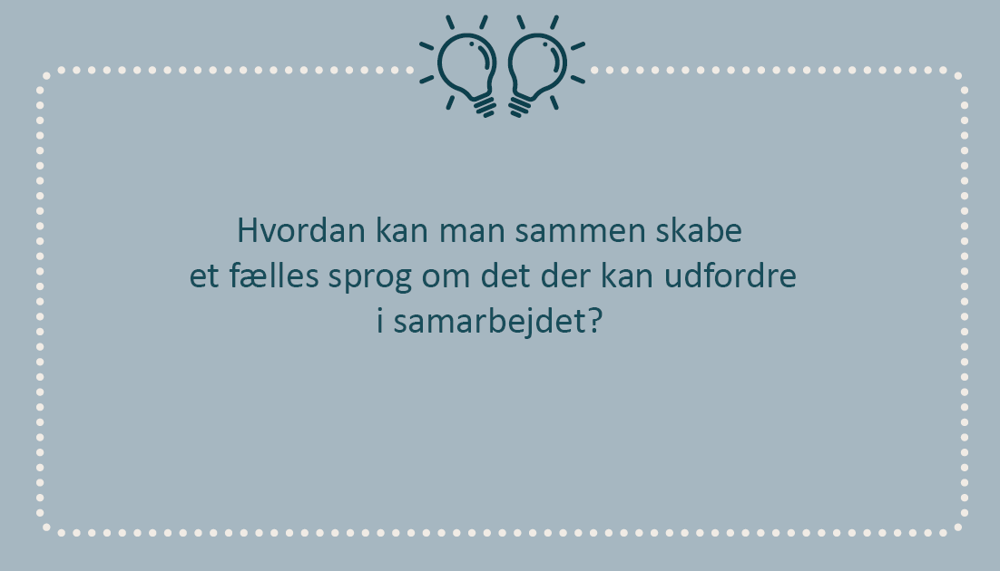 Hvordan kan man sammen skabe
et fælles sprog om det der kan udfordre
i samarbejdet?